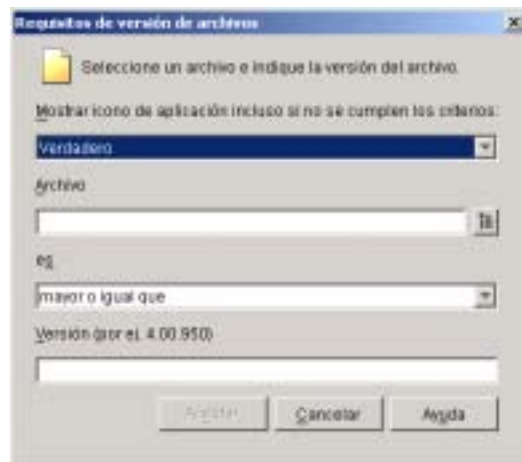 Requisitos de versión de archivos
Seleccione un archivo e indique la versión del archivo.
Mostrar icono de aplicación incluso si no se cumplen los criterios:
Verdadero
Archivo
es
mayor o igual que
Versión (por ej. 4.00.950)
Aceptar
Cancelar
Ayuda